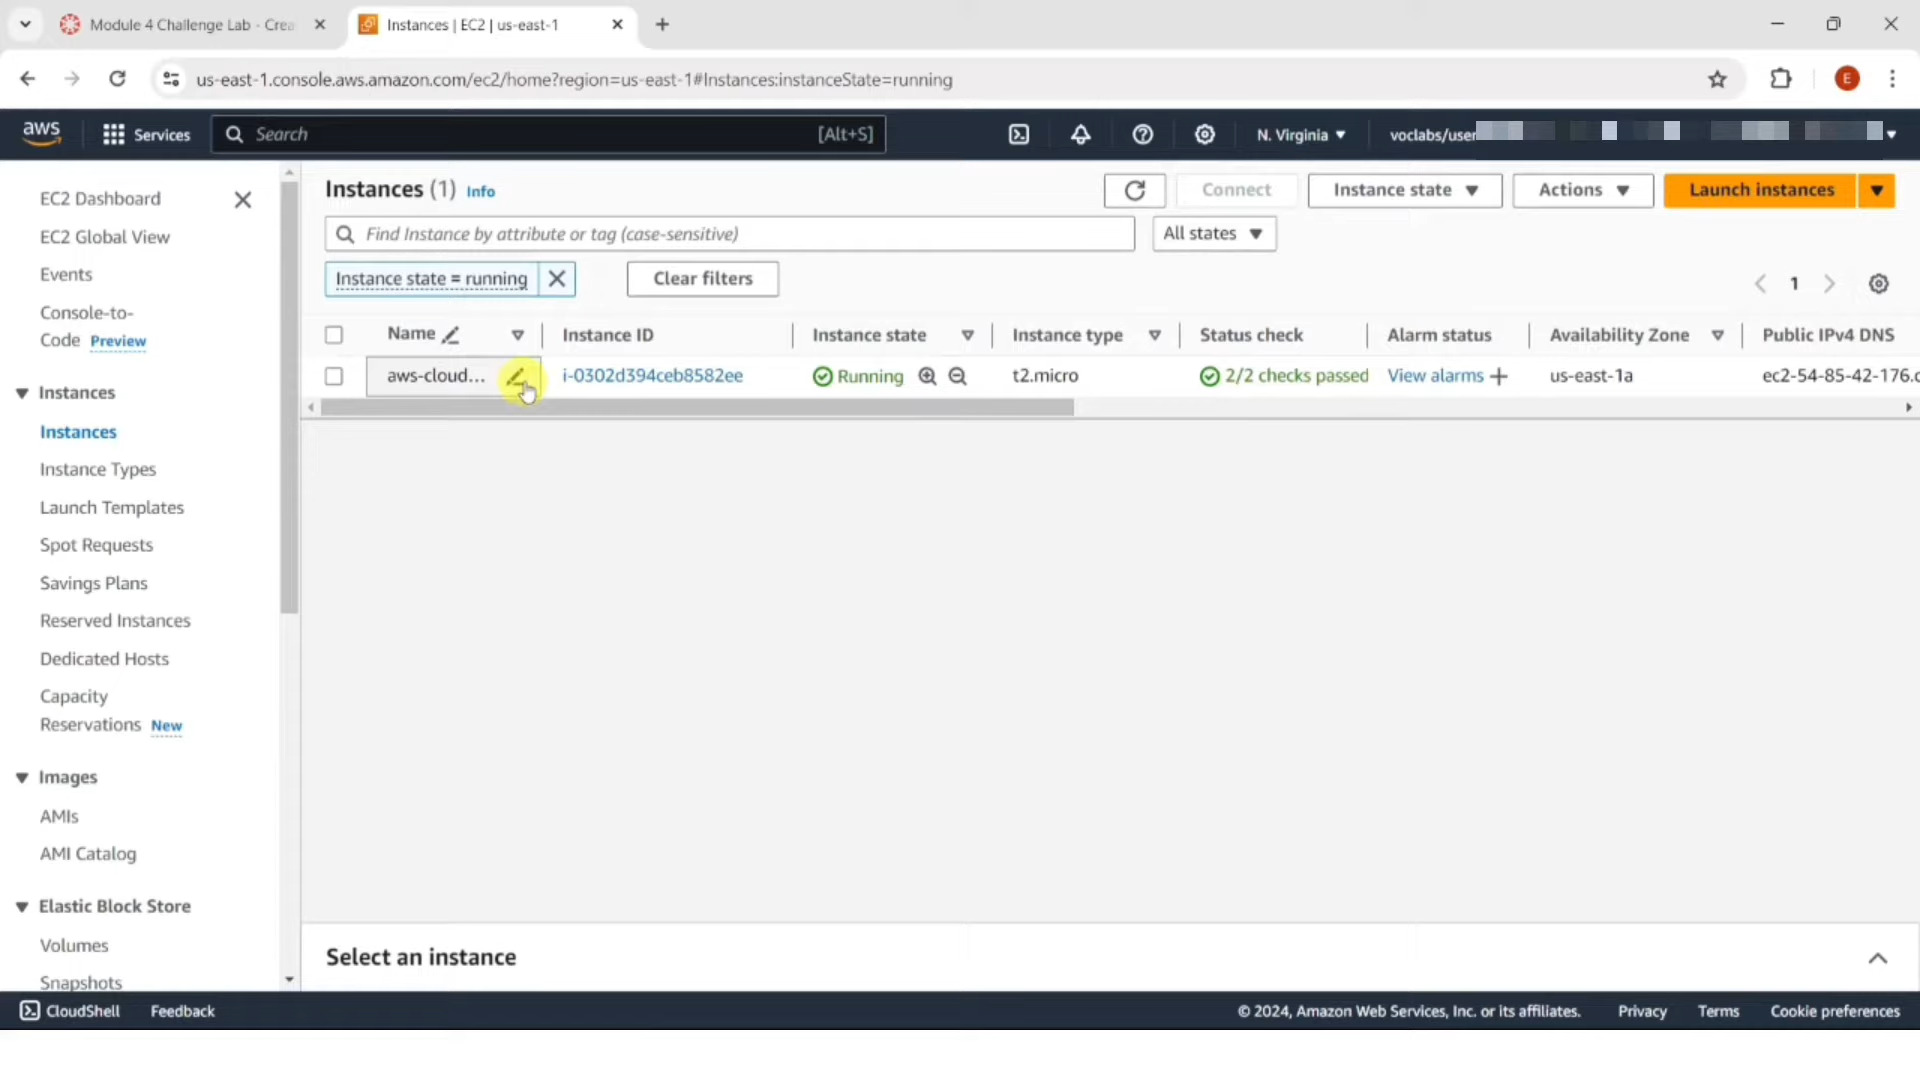 Module 4 Challenge Lab - Crea
Instances | EC2 | us-east-1
us-east-1.console.aws.amazon.com/ec2/home?region=us-east-1#Instances:instanceState=running
E
aws
Services
Search
[Alt+S]
N. Virginia
voclabs/user
EC2 Dashboard
EC2 Global View
Events
Console-to-
Code Preview
Instances
Instances
Instance Types
Launch Templates
Spot Requests
Savings Plans
Reserved Instances
Dedicated Hosts
Capacity
Reservations New
Images
AMIs
AMI Catalog
Elastic Block Store
Volumes
Snapshots
Instances (1) Info
Connect
Instance state
Actions
Launch instances
Find Instance by attribute or tag (case-sensitive)
All states
Instance state = running
Clear filters
1
Name Instance ID Instance state Instance type Status check Alarm status Availability Zone Public IPv4 DNS
aws-cloud... i-0302d394ceb8582ee Running t2.micro 2/2 checks passed View alarms + us-east-1a ec2-54-85-42-176.c
Select an instance
CloudShell Feedback © 2024, Amazon Web Services, Inc. or its affiliates. Privacy Terms Cookie preferences